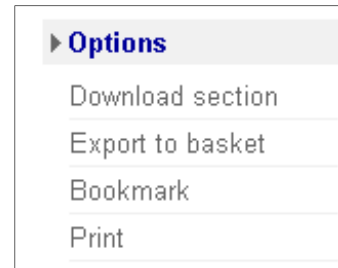 Options
Download section
Export to basket
Bookmark
Print